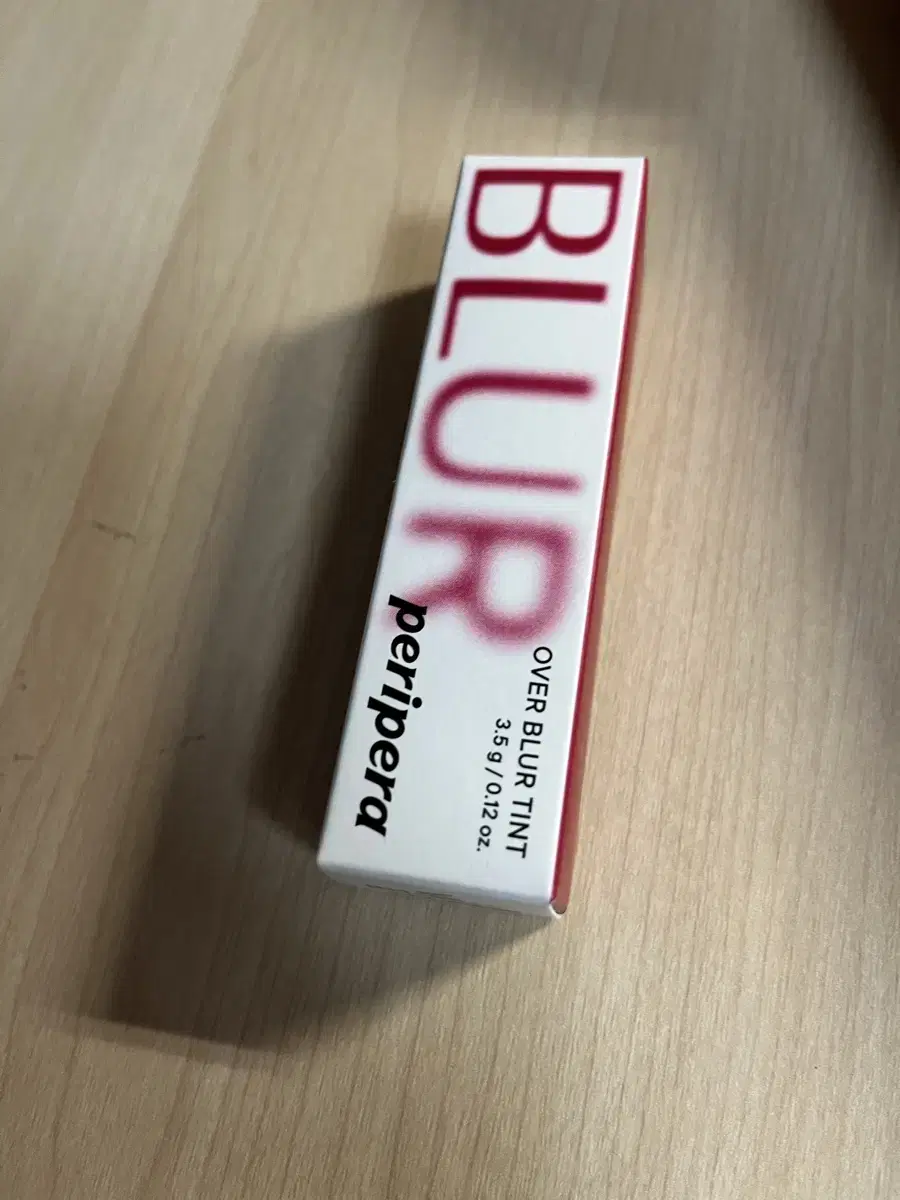 BLUR
OVER BLUR TINT
3.5 g / 0.12 oz.
peripera